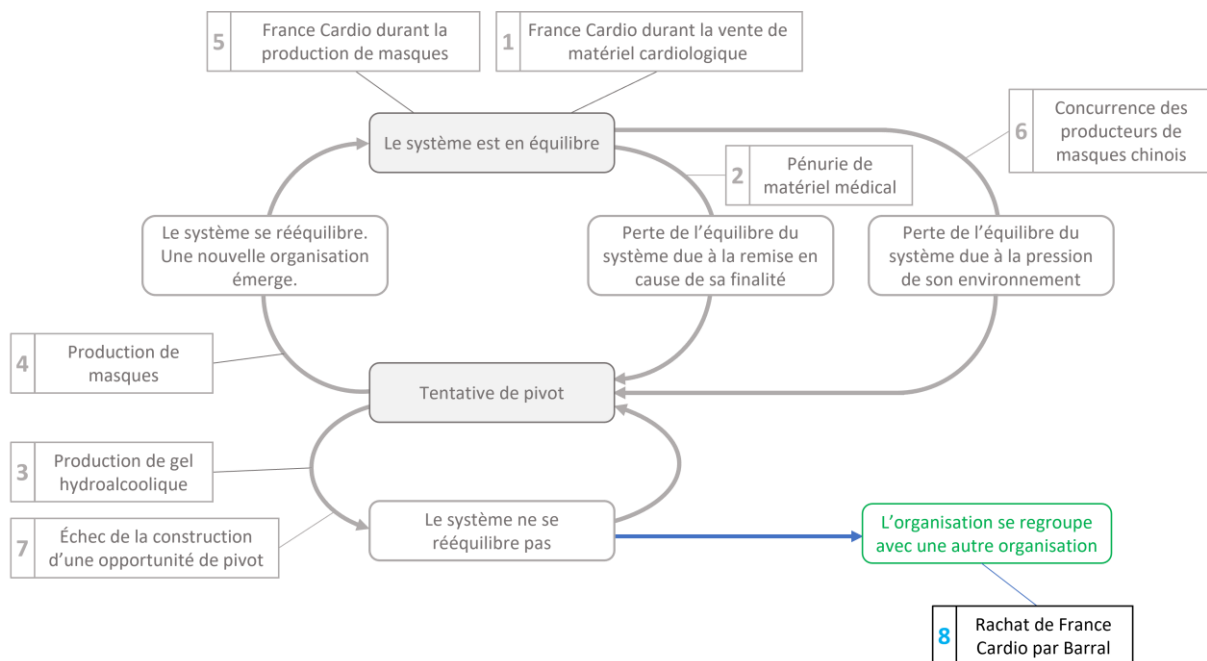 5
France Cardio durant la
production de masques
1
France Cardio durant la vente de
matériel cardiologique
Le système est en équilibre
6
Concurrence des
producteurs de
masques chinois
2
Pénurie de
matériel médical
Le système se rééquilibre.
Une nouvelle organisation
émerge.
Perte de l’équilibre du
système due à la remise en
cause de sa finalité
Perte de l’équilibre du
système due à la pression
de son environnement
4
Production de
masques
Tentative de pivot
3
Production de gel
hydroalcoolique
7
Échec de la construction
d’une opportunité de pivot
Le système ne se
rééquilibre pas
L’organisation se regroupe
avec une autre organisation
8
Rachat de France
Cardio par Barral